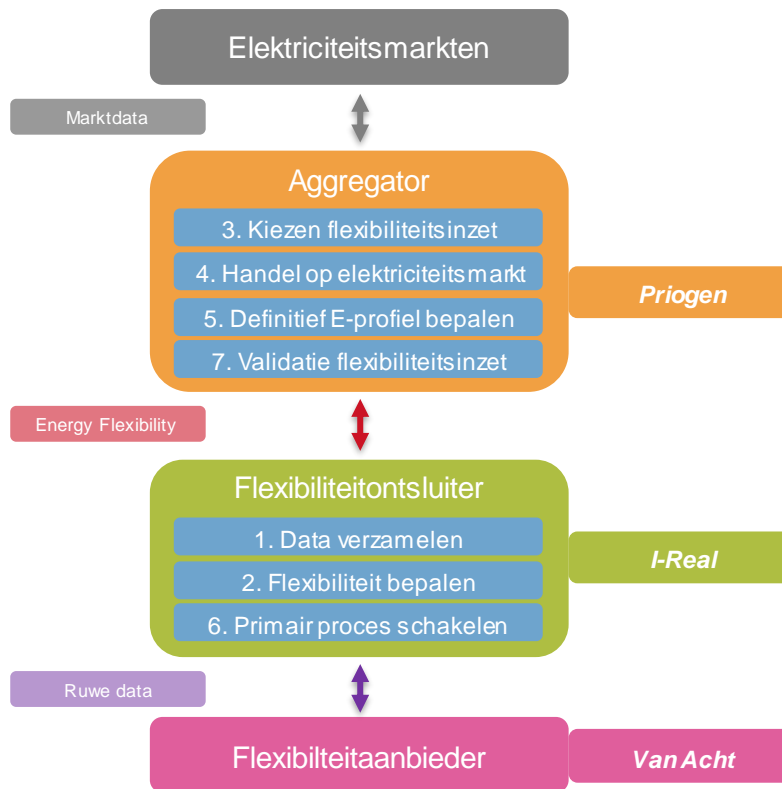 Elektriciteitsmarkten
Marktdata
Aggregator
3. Kiezen flexibiliteitsinzet
4. Handel op elektriciteitsmarkt
5. Definitief E-profiel bepalen
Priogen
7. Validatie flexibiliteitsinzet
Energy Flexibility
Flexibiliteitontsluiter
1. Data verzamelen
I-Real
2. Flexibiliteit bepalen
6. Primair proces schakelen
Ruwe data
Flexibilteitaanbieder
Van Acht